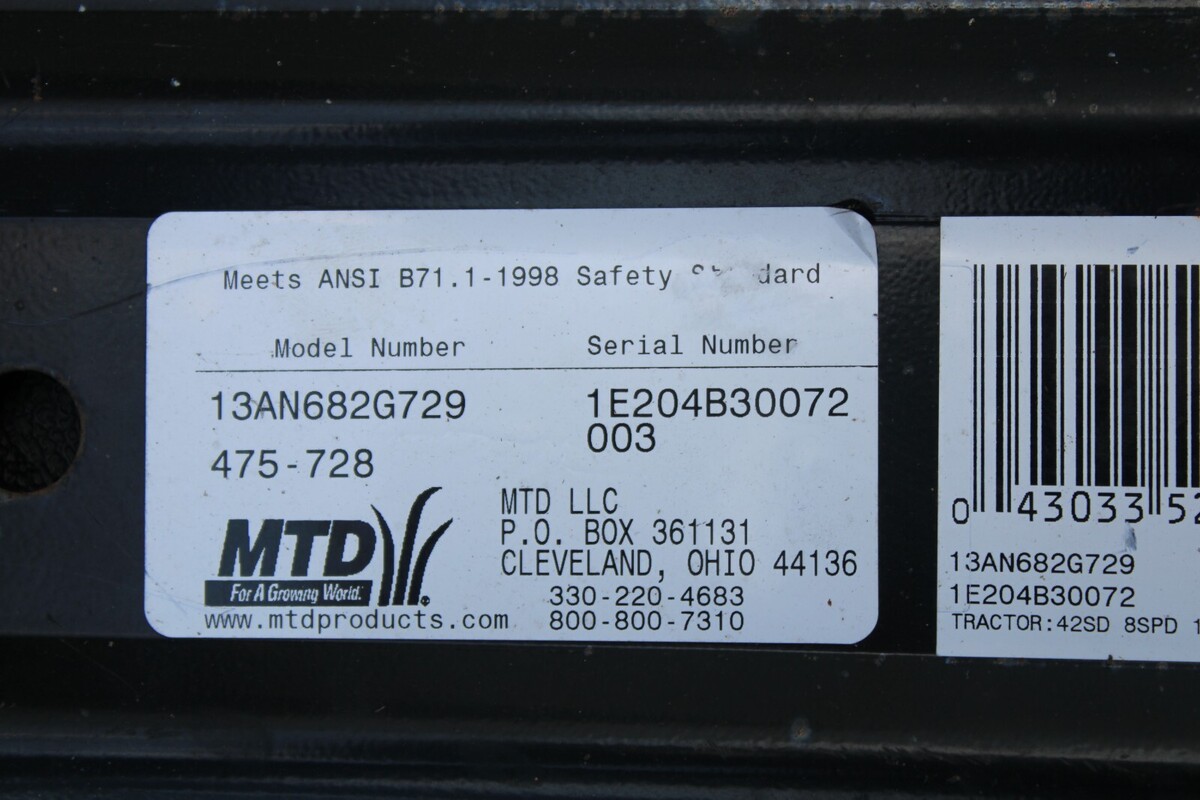 Meets ANSI B71.1-1998 Safety
Model Number Serial Number
13AN682G729 1E204B30072
475-728 003
MTD
For A Growing World.
www.mtdproducts.com
MTD LLC
P.O. BOX 361131
CLEVELAND, OHIO 44136
330-220-4683
800-800-7310
0 43033 52
13AN682G729
1E204B30072
TRACTOR:42SD 8SPD 1